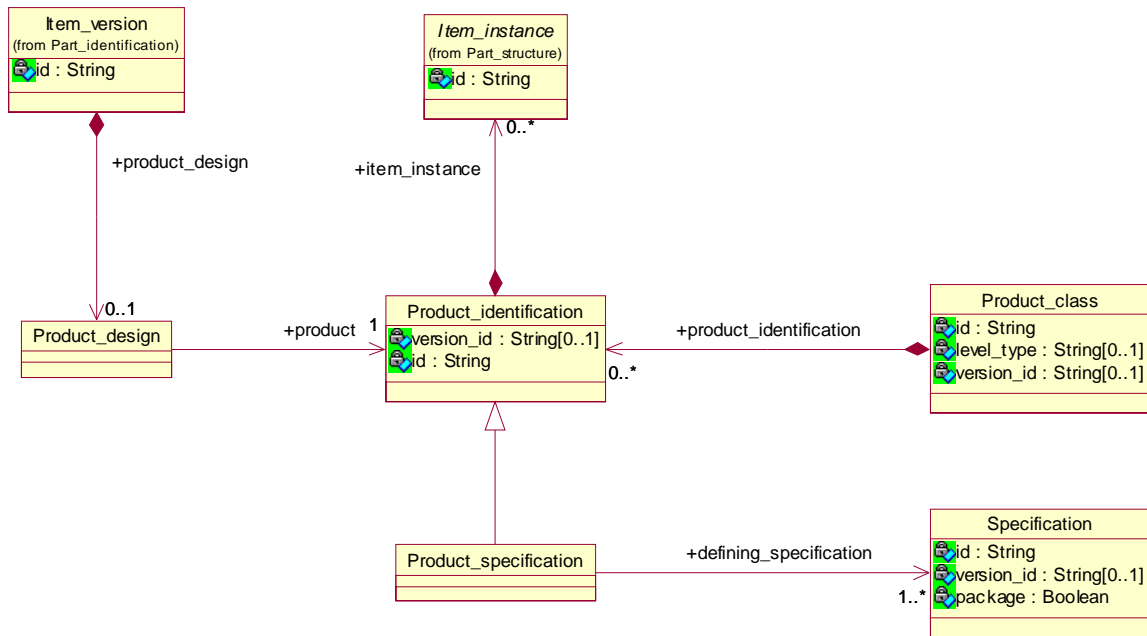 Item_version
(from Part_identification)
id : String
Item_instance
(from Part_structure)
id : String
0..*
+product_design
+item_instance
0..1
Product_design
+product
1
Product_identification
version_id : String[0..1]
id : String
+product_identification
0..*
Product_class
id : String
level_type : String[0..1]
version_id : String[0..1]
Product_specification
+defining_specification
1..*
Specification
id : String
version_id : String[0..1]
package : Boolean